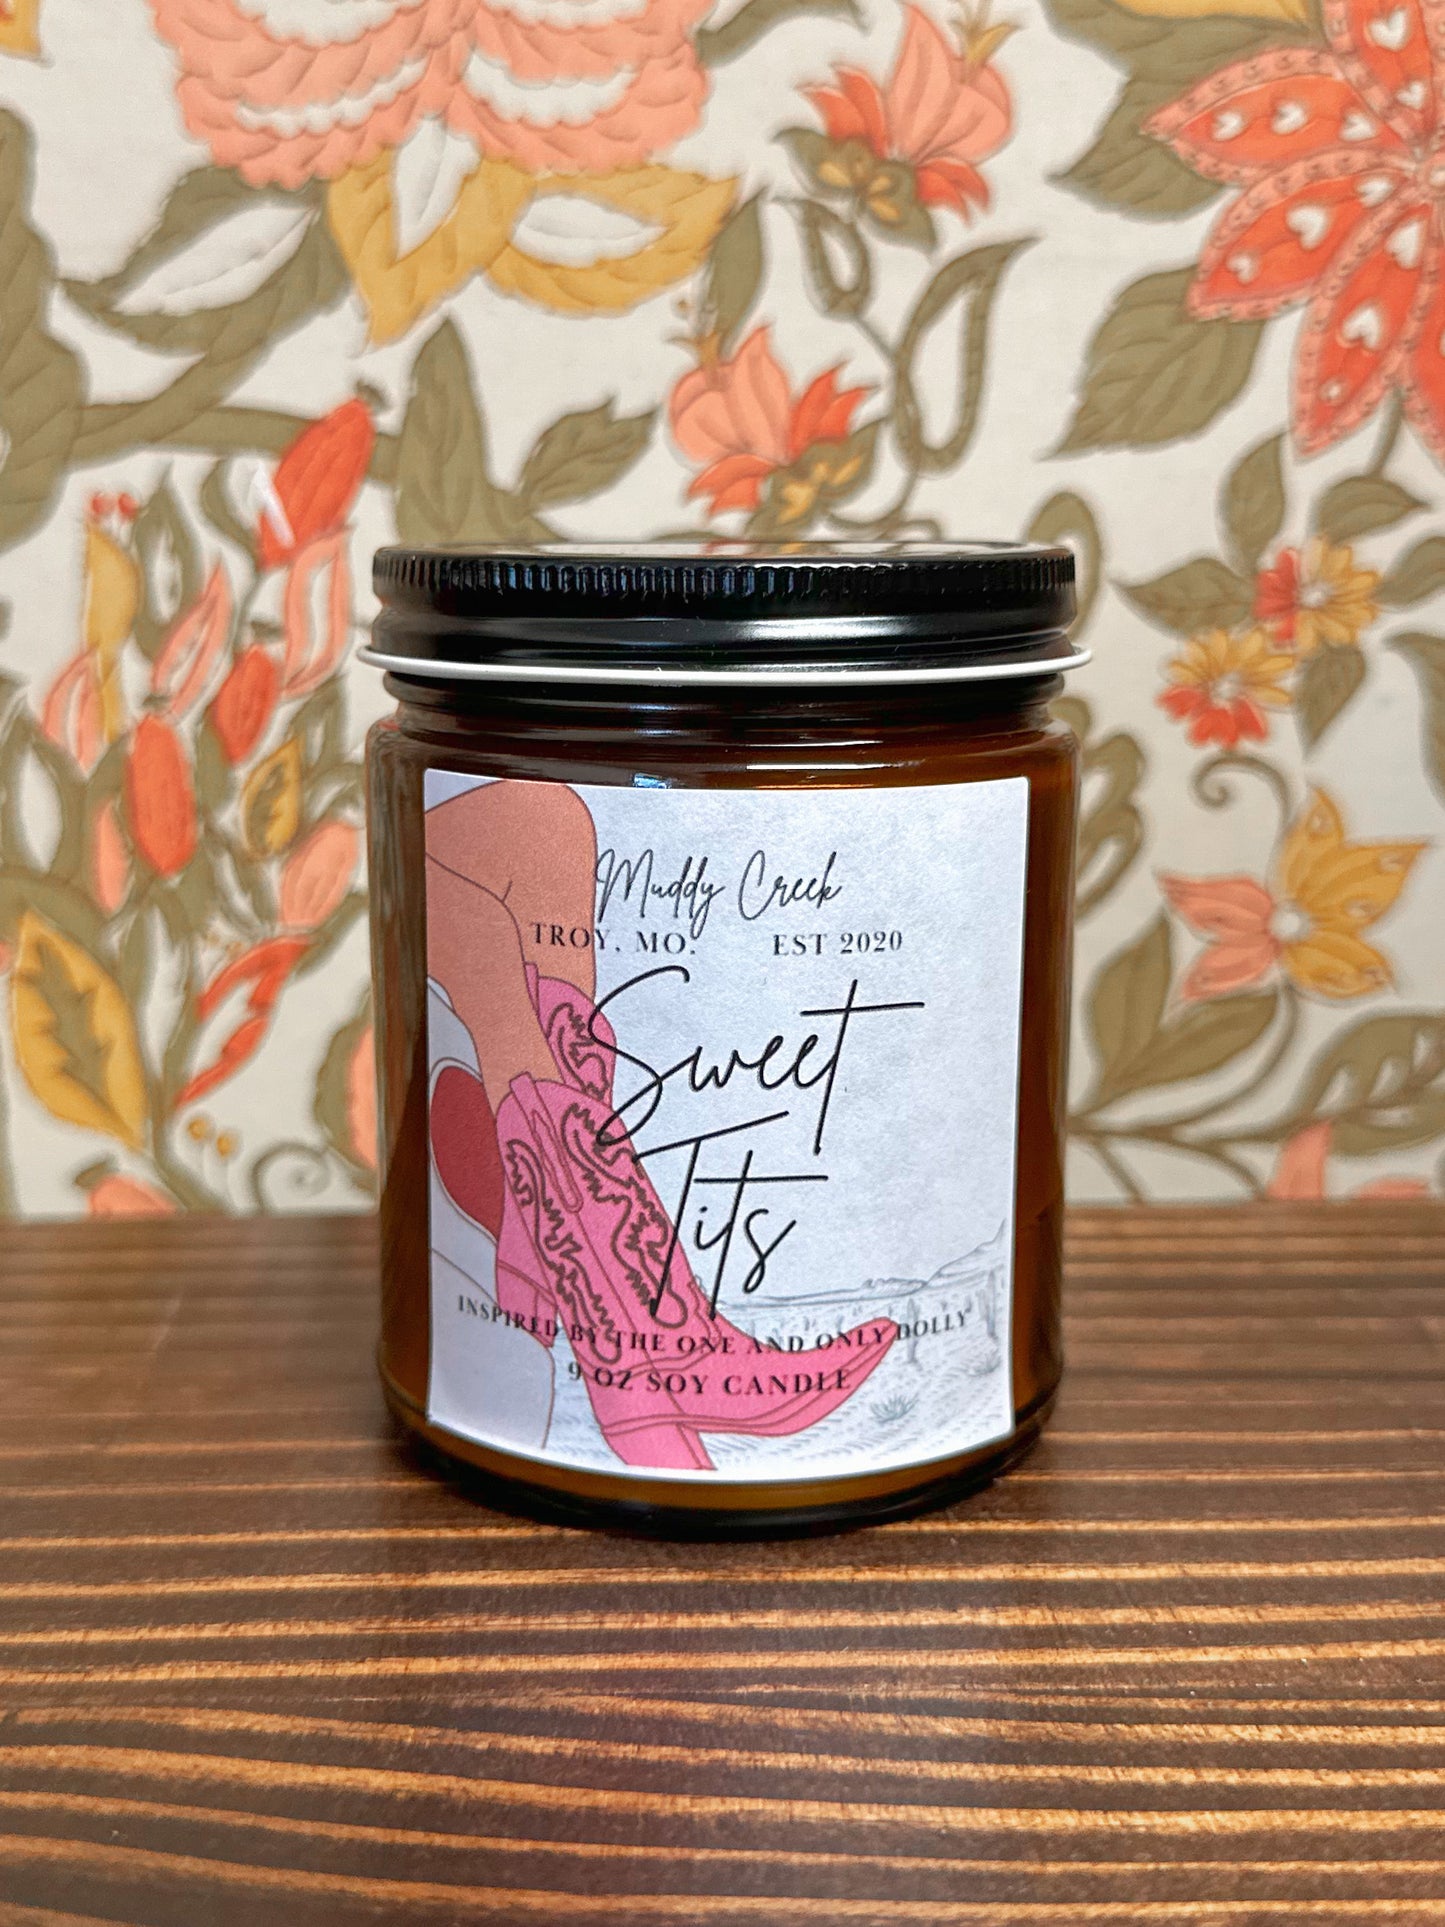 Muddy Creek
TROY, MO. EST 2020
Sweet
Tits
INSPIRED BY THE ONE AND ONLY DOLLY
9 OZ SOY CANDLE